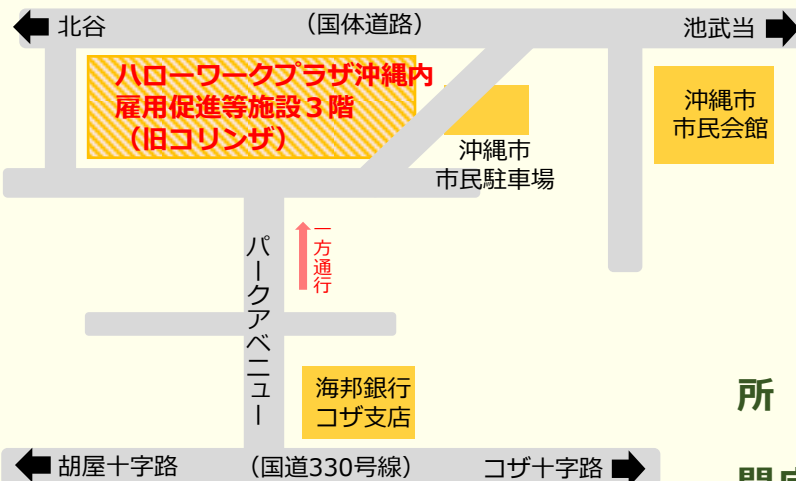 北谷
（国体道路）
池武当
ハローワークプラザ沖縄内
雇用促進等施設３階
（旧コリンザ）
沖縄市
市民駐車場
沖縄市
市民会館
一方通行
パークアベニュー
海邦銀行
コザ支店
所
胡屋十字路
（国道330号線）
コザ十字路